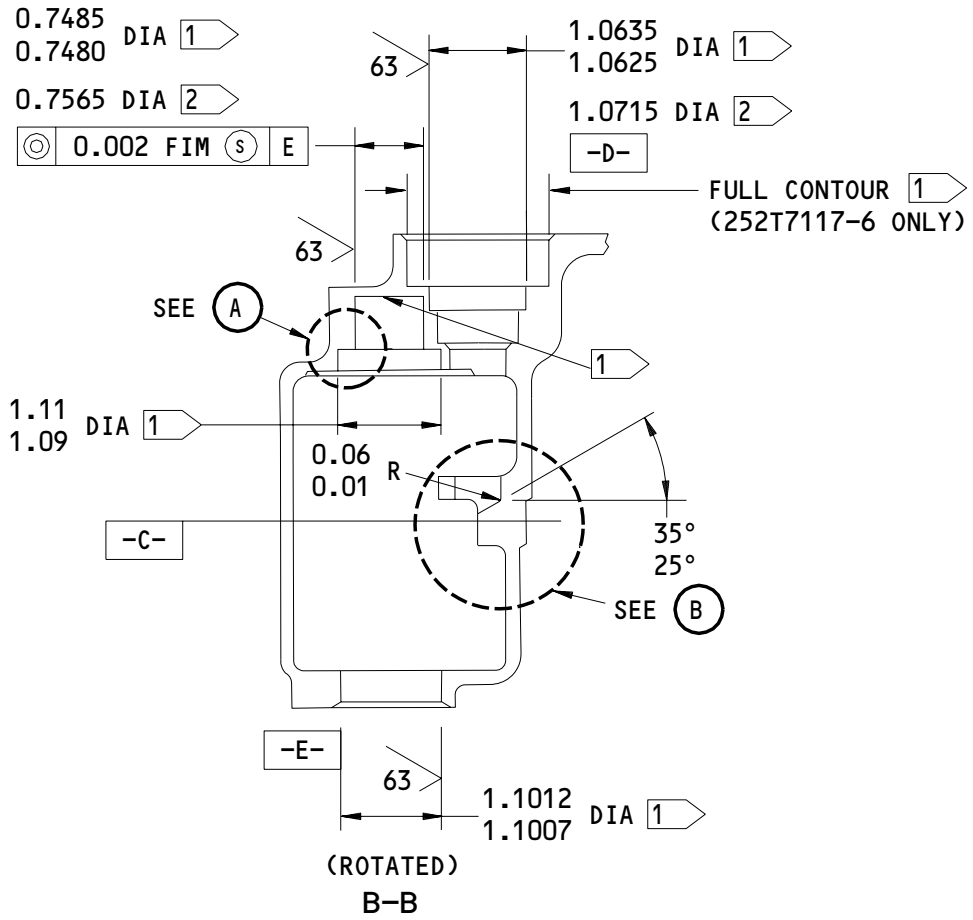 0.7485
0.7480 DIA 1
0.7565 DIA 2
◎ 0.002 FIM Ⓢ E
63
1.0635
1.0625 DIA 1
1.0715 DIA 2
-D-
FULL CONTOUR 1
(252T7117-6 ONLY)
63
SEE A
1
1.11
1.09 DIA 1
0.06
0.01 R
-C-
35°
25°
SEE B
-E-
63
1.1012
1.1007 DIA 1
(ROTATED)
B-B